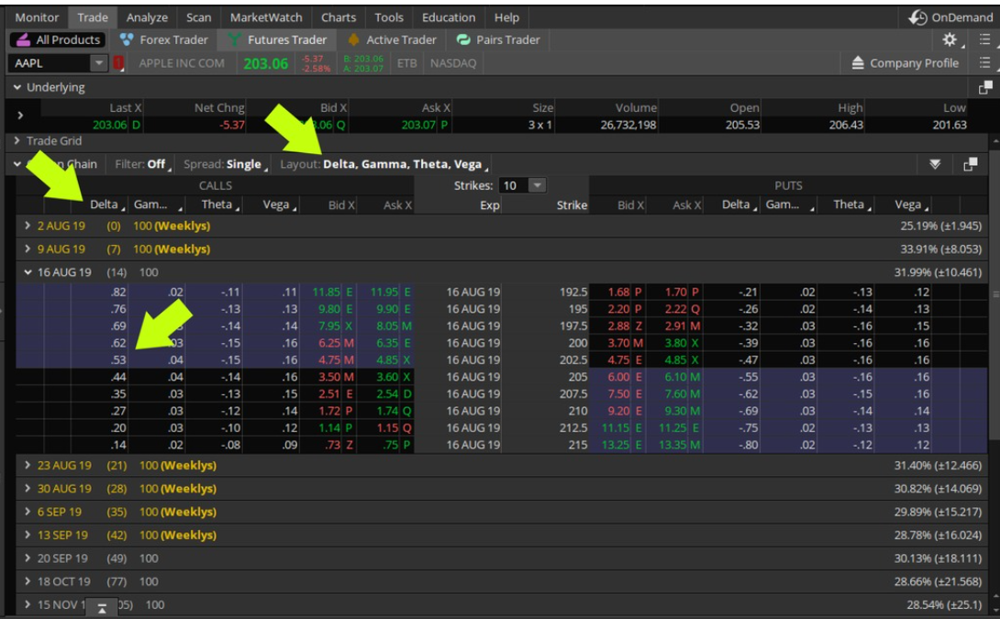 Monitor Trade Analyze Scan MarketWatch Charts Tools Education Help OnDemand
All Products Forex Trader Futures Trader Active Trader Pairs Trader
AAPL APPLE INC COM 203.06 -5.37 -2.58% B: 203.06 A: 203.07 ETB NASDAQ Company Profile
Underlying
Last X Net Chng Bid X Ask X Size Volume Open High Low
203.06 D -5.37 .06 Q 203.07 P 3 x 1 26,732,198 205.53 206.43 201.63
Trade Grid
Chain Filter: Off Spread: Single Layout: Delta, Gamma, Theta, Vega
CALLS Strikes: 10 PUTS
Delta Gam... Theta Vega Bid X Ask X Exp Strike Bid X Ask X Delta Gam... Theta Vega
2 AUG 19 (0) 100 (Weeklys) 25.19% (±1.945)
9 AUG 19 (7) 100 (Weeklys) 33.91% (±8.053)
16 AUG 19 (14) 100 31.99% (±10.461)
.82 .02 -.11 .11 11.85 E 11.95 E 16 AUG 19 192.5 1.68 P 1.70 P -.21 .02 -.13 .12
.76 -.13 .13 9.80 E 9.90 E 16 AUG 19 195 2.20 P 2.22 Q -.26 .02 -.14 .13
.69 -.14 .14 7.95 X 8.05 M 16 AUG 19 197.5 2.88 Z 2.91 M -.32 .03 -.16 .15
.62 .03 -.15 .16 6.25 M 6.35 E 16 AUG 19 200 3.70 M 3.80 X -.39 .03 -.16 .16
.53 .04 -.15 .16 4.75 M 4.85 X 16 AUG 19 202.5 4.75 E 4.85 X -.47 .03 -.16 .16
.44 .04 -.14 .16 3.50 M 3.60 X 16 AUG 19 205 6.00 E 6.10 M -.55 .03 -.16 .16
.35 .03 -.13 .15 2.51 E 2.54 D 16 AUG 19 207.5 7.50 E 7.60 M -.62 .03 -.15 .16
.27 .03 -.12 .14 1.72 P 1.74 Q 16 AUG 19 210 9.20 E 9.30 M -.69 .03 -.14 .14
.20 .03 -.10 .12 1.14 P 1.15 Q 16 AUG 19 212.5 11.15 E 11.25 E -.75 .02 -.13 .13
.14 .02 -.08 .09 .73 Z .75 P 16 AUG 19 215 13.25 E 13.35 M -.80 .02 -.12 .12
23 AUG 19 (21) 100 (Weeklys) 31.40% (±12.466)
30 AUG 19 (28) 100 (Weeklys) 30.82% (±14.069)
6 SEP 19 (35) 100 (Weeklys) 29.89% (±15.217)
13 SEP 19 (42) 100 (Weeklys) 28.78% (±16.024)
20 SEP 19 (49) 100 30.13% (±18.111)
18 OCT 19 (77) 100 28.66% (±21.568)
15 NOV 1 05) 100 28.54% (±25.1)